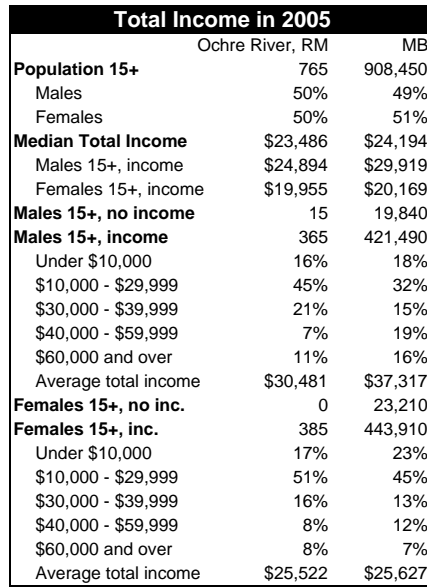 Total Income in 2005
Ochre River, RM MB
Population 15+ 765 908,450
Males 50% 49%
Females 50% 51%
Median Total Income $23,486 $24,194
Males 15+, income $24,894 $29,919
Females 15+, income $19,955 $20,169
Males 15+, no income 15 19,840
Males 15+, income 365 421,490
Under $10,000 16% 18%
$10,000 - $29,999 45% 32%
$30,000 - $39,999 21% 15%
$40,000 - $59,999 7% 19%
$60,000 and over 11% 16%
Average total income $30,481 $37,317
Females 15+, no inc. 0 23,210
Females 15+, inc. 385 443,910
Under $10,000 17% 23%
$10,000 - $29,999 51% 45%
$30,000 - $39,999 16% 13%
$40,000 - $59,999 8% 12%
$60,000 and over 8% 7%
Average total income $25,522 $25,627